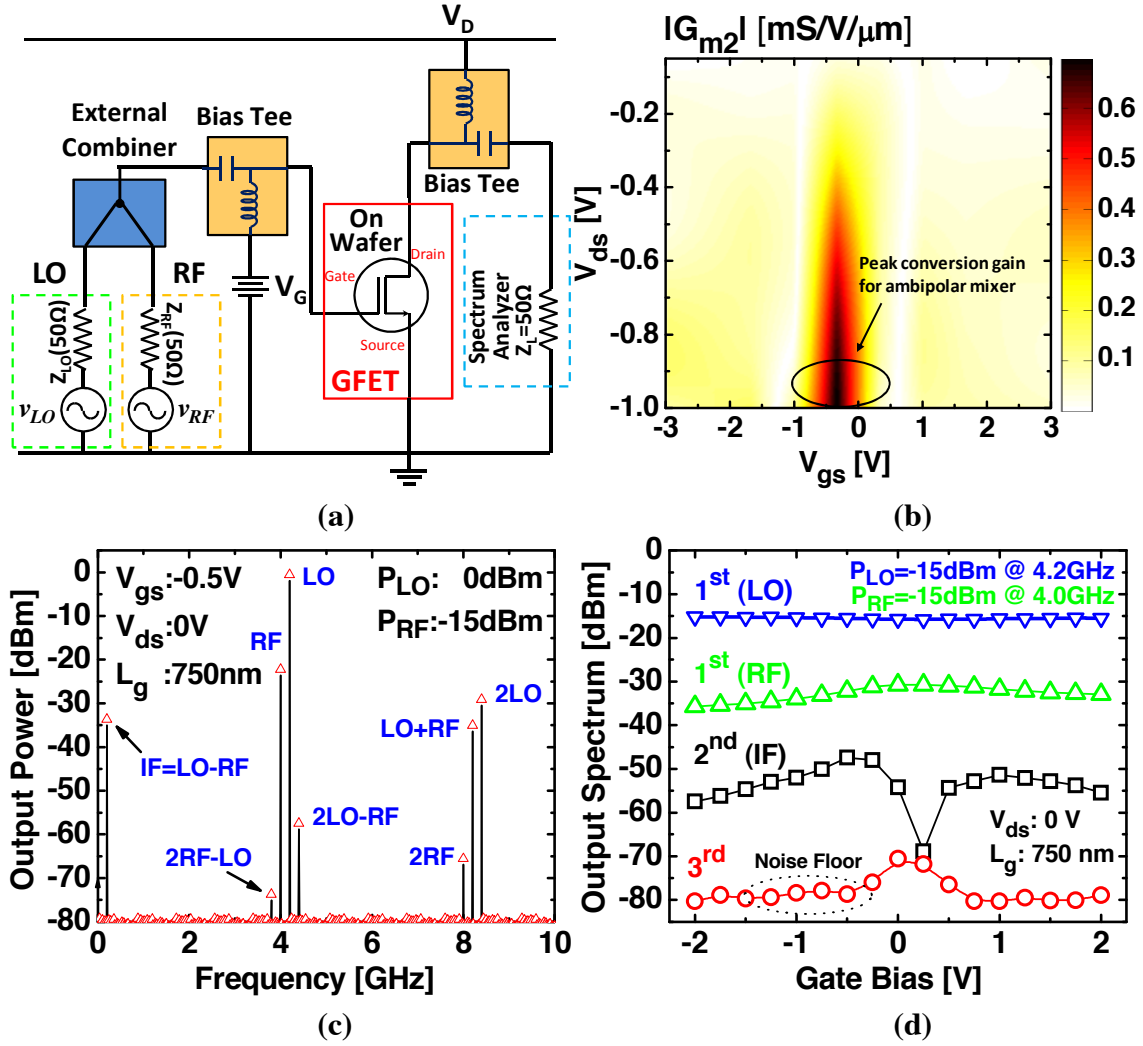 V_D
External
Combiner
Bias Tee
Bias Tee
LO
RF
V_G
On
Wafer
Drain
Gate
Source
GFET
Z_LO(50Ω)
Z_RF(50Ω)
v_LO
v_RF
Spectrum
Analyzer
Z_L=50Ω
(a)
|G_m2| [mS/V/μm]
-0.2
-0.4
-0.6
-0.8
-1.0
V_ds [V]
Peak conversion gain
for ambipolar mixer
-3 -2 -1 0 1 2 3
V_gs [V]
0.6
0.5
0.4
0.3
0.2
0.1
(b)
0
-10
-20
-30
-40
-50
-60
-70
-80
Output Power [dBm]
V_gs:-0.5V
V_ds:0V
L_g :750nm
LO
P_LO: 0dBm
P_RF:-15dBm
RF
2LO
LO+RF
IF=LO-RF
2LO-RF
2RF-LO
2RF
0 2 4 6 8 10
Frequency [GHz]
(c)
0
-10
-20
-30
-40
-50
-60
-70
-80
Output Spectrum [dBm]
1st (LO)
P_LO=-15dBm @ 4.2GHz
P_RF=-15dBm @ 4.0GHz
1st (RF)
2nd (IF)
V_ds: 0 V
L_g: 750 nm
3rd
Noise Floor
-2 -1 0 1 2
Gate Bias [V]
(d)